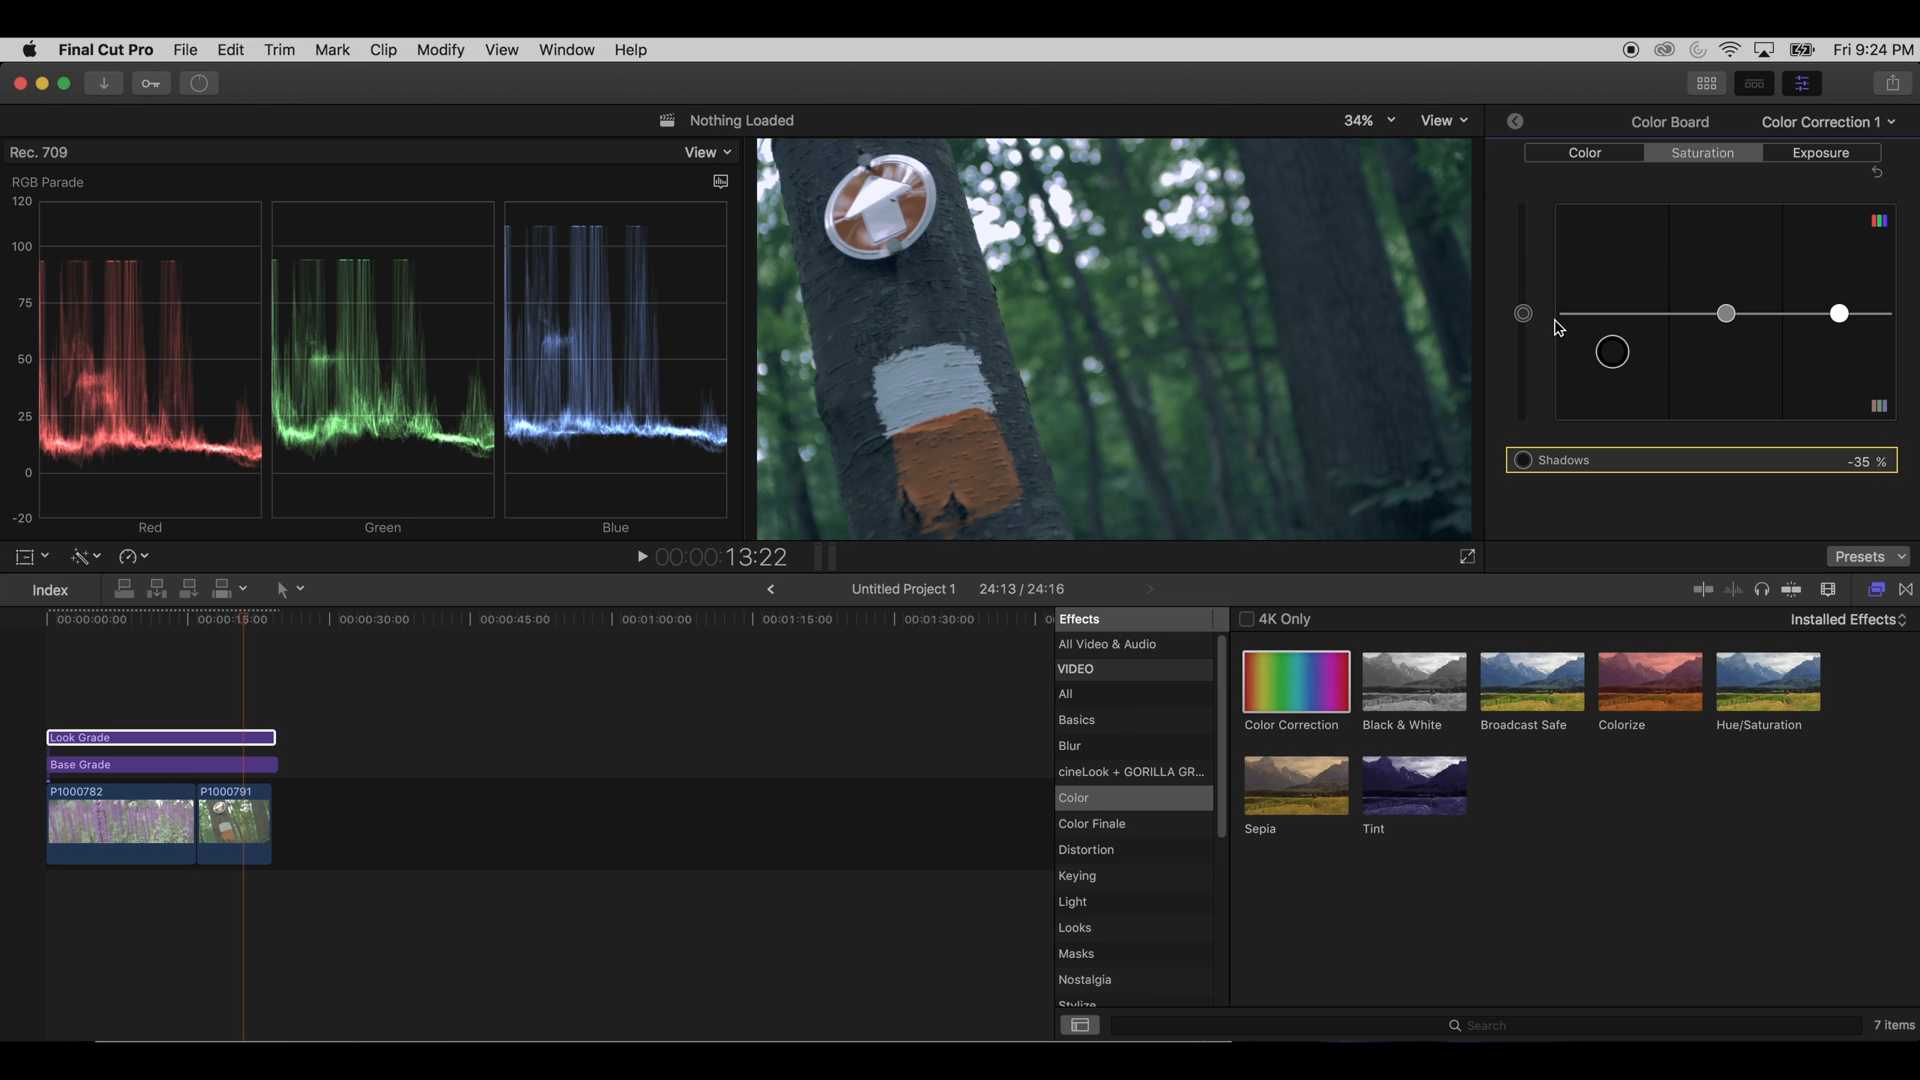 Final Cut Pro File Edit Trim Mark Clip Modify View Window Help Fri 9:24 PM
Nothing Loaded 34% View
Color Board Color Correction 1
Rec. 709 View
Color Saturation Exposure
RGB Parade
120
100
75
50
25
0
-20
Red Green Blue
Shadows -35 %
00:00:00:13:22
Presets
Index Untitled Project 1 24:13 / 24:16
00:00:00:00 00:00:15:00 00:00:30:00 00:00:45:00 00:01:00:00 00:01:15:00 00:01:30:00
Effects
4K Only Installed Effects
All Video & Audio
VIDEO
All
Basics
Blur
cineLook + GORILLA GR...
Color
Color Finale
Distortion
Keying
Light
Looks
Masks
Nostalgia
Stylize
Color Correction Black & White Broadcast Safe Colorize Hue/Saturation
Sepia Tint
Look Grade
Base Grade
P1000782 P1000791
Search 7 items